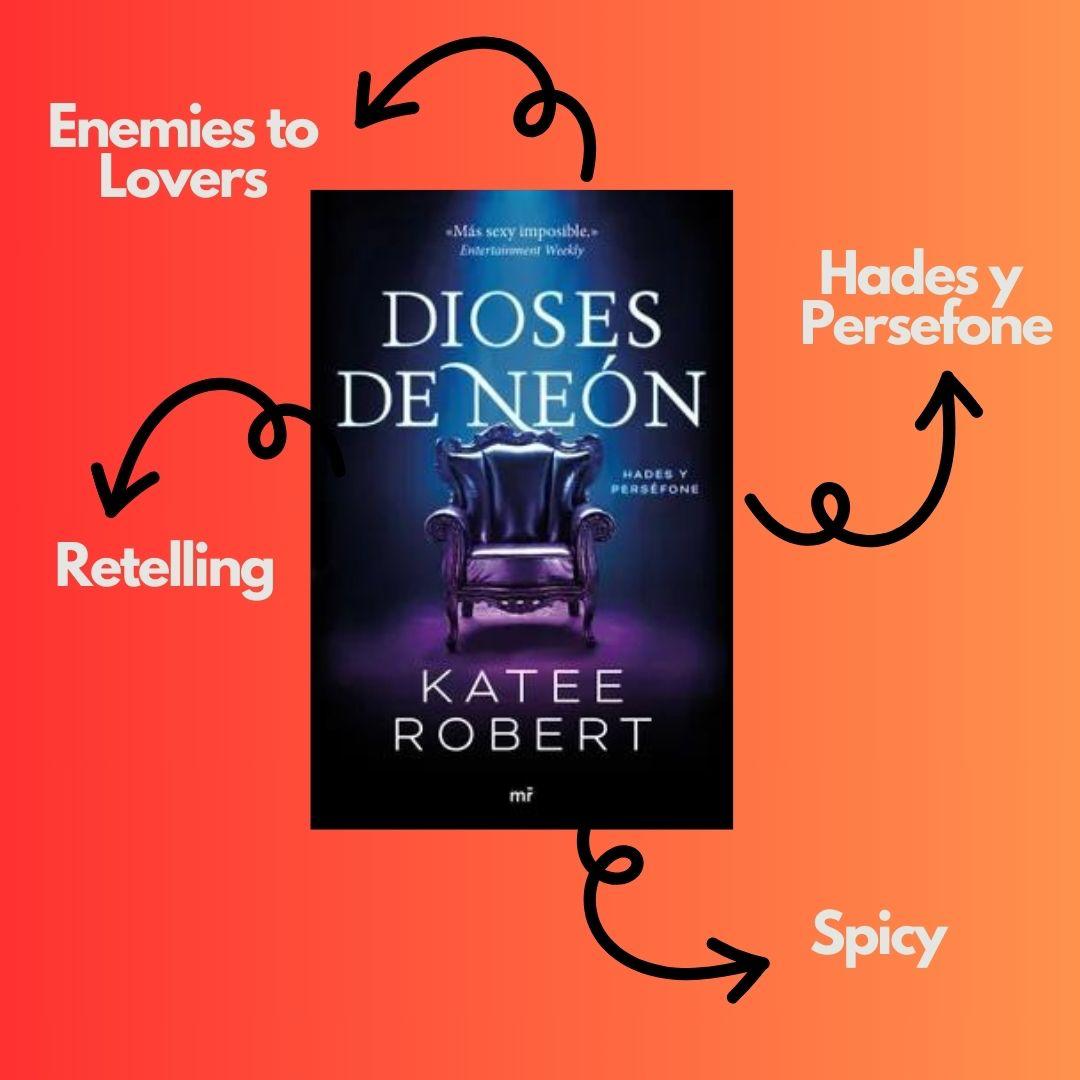 Enemies to
Lovers
«Más sexy imposible.»
Entertainment Weekly
DIOSES
DE NEÓN
HADES Y
PERSÉFONE
KATEE
ROBERT
mr
Hades y
Persefone
Retelling
Spicy